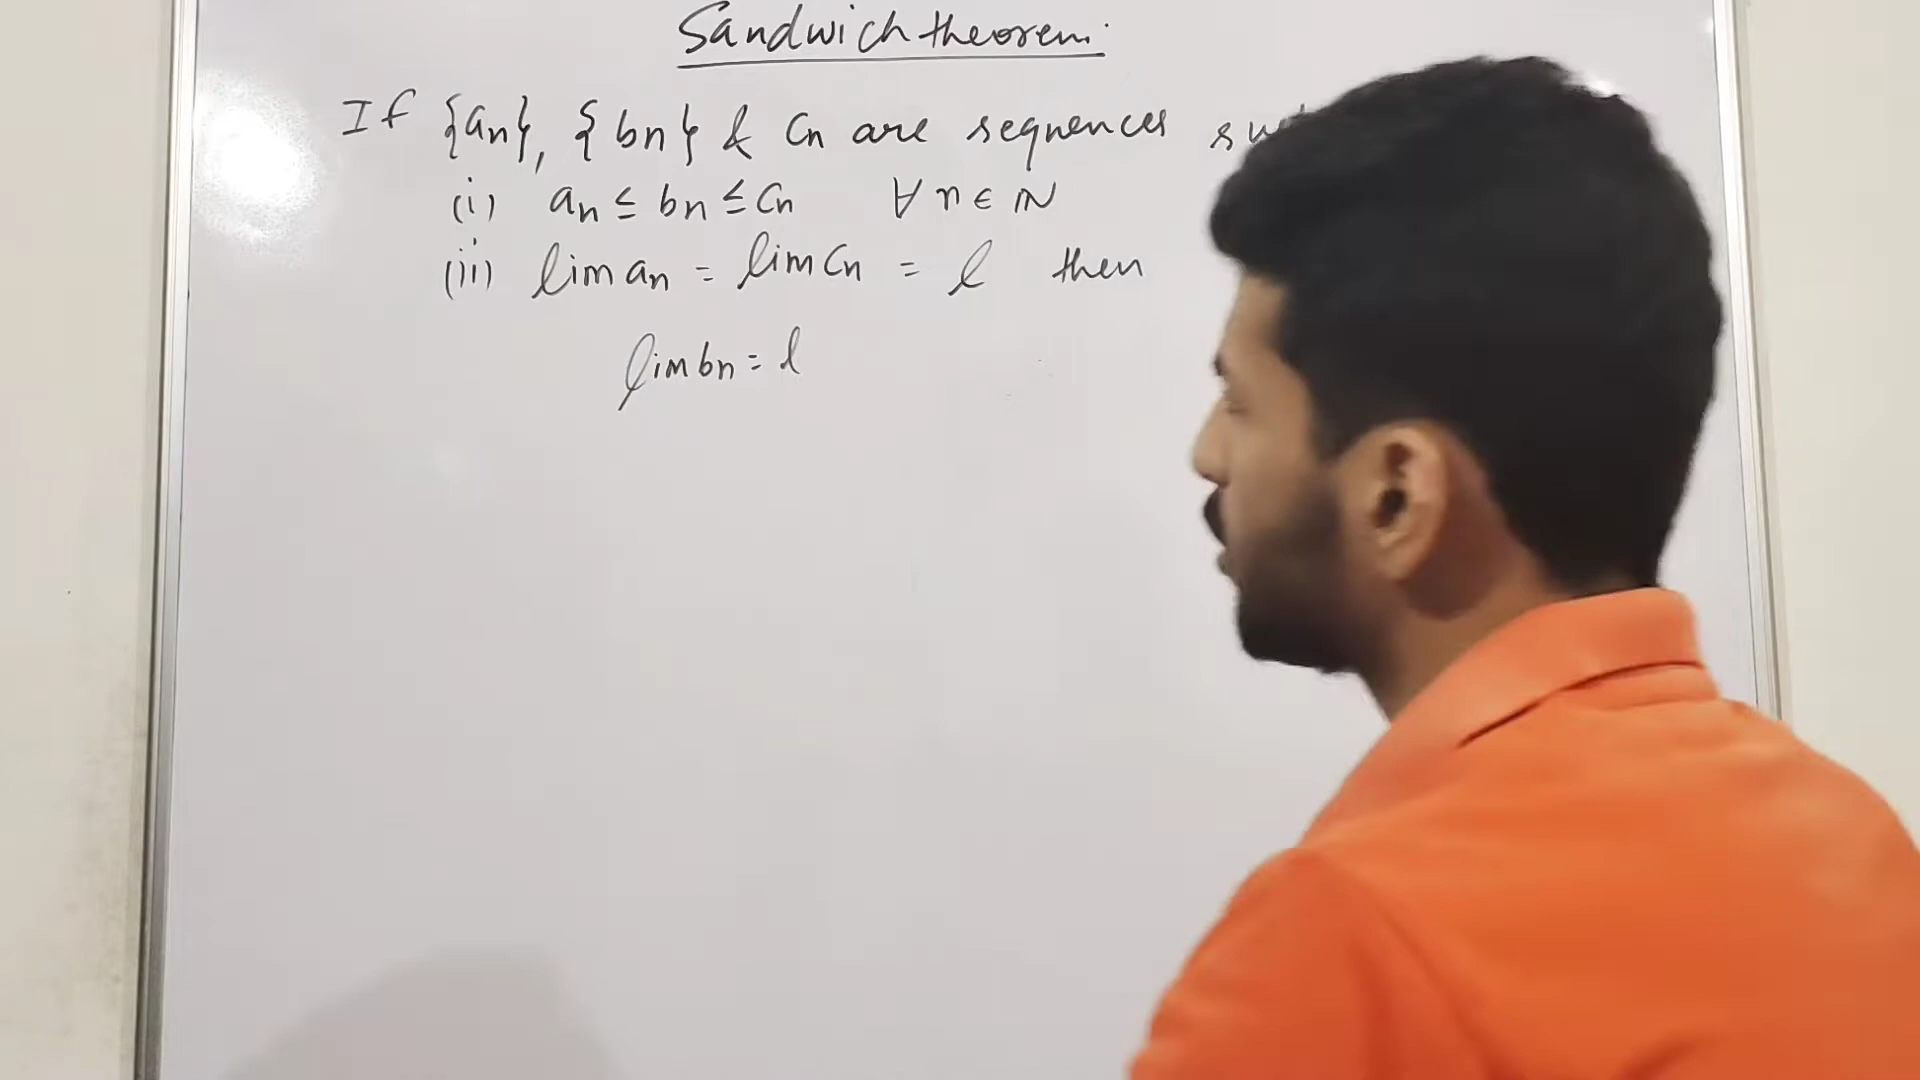 Sandwich theorem.
If {an}, {bn} & Cn are sequences
(i) an ≤ bn ≤ Cn ∀ n ∈ IN
(ii) lim an = lim Cn = l then
lim bn = l